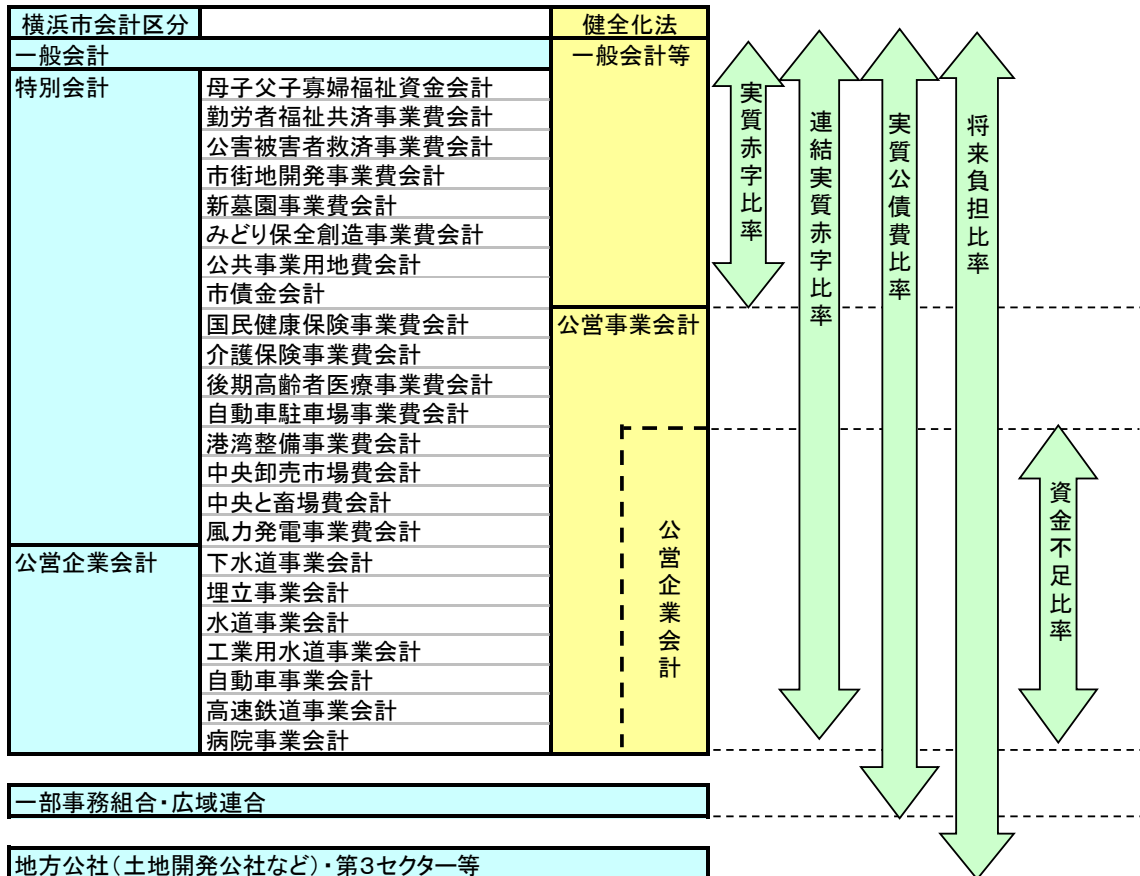 横浜市会計区分 健全化法
一般会計 一般会計等
特別会計 母子父子寡婦福祉資金会計
勤労者福祉共済事業費会計
公害被害者救済事業費会計
市街地開発事業費会計
新墓園事業費会計
みどり保全創造事業費会計
公共事業用地費会計
市債金会計
国民健康保険事業費会計 公営事業会計
介護保険事業費会計
後期高齢者医療事業費会計
自動車駐車場事業費会計
港湾整備事業費会計
中央卸売市場費会計
中央と畜場費会計
風力発電事業費会計
公営企業会計 下水道事業会計
埋立事業会計
水道事業会計
工業用水道事業会計
自動車事業会計
高速鉄道事業会計
病院事業会計
公営企業会計
実質赤字比率
連結実質赤字比率
実質公債費比率
将来負担比率
資金不足比率
一部事務組合・広域連合
地方公社(土地開発公社など)・第3セクター等